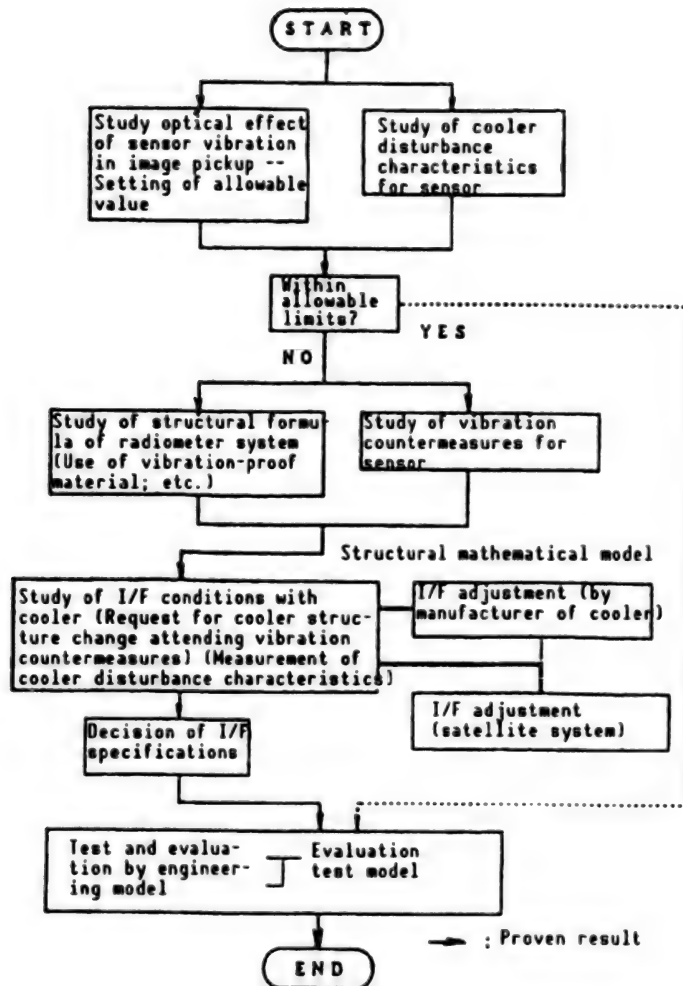 START
Study optical effect
of sensor vibration
in image pickup --
Setting of allowable
value
Study of cooler
disturbance
characteristics
for sensor
Within
allowable
limits?
YES
NO
Study of structural formu-
la of radiometer system
(Use of vibration-proof
material; etc.)
Study of vibration
countermeasures for
sensor
Structural mathematical model
Study of I/F conditions with
cooler (Request for cooler struc-
ture change attending vibration
countermeasures) (Measurement of
cooler disturbance characteristics)
I/F adjustment (by
manufacturer of cooler)
I/F adjustment
(satellite system)
Decision of I/F
specifications
Test and evalua-
tion by engineer-
ing model
Evaluation
test model
: Proven result
END